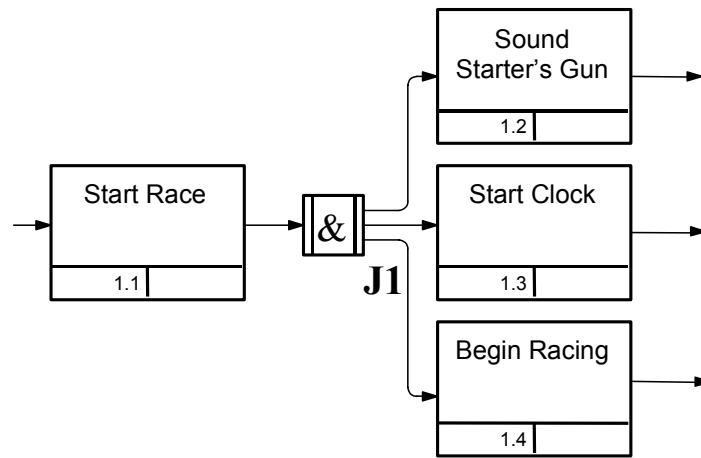 Sound
Starter’s Gun
1.2
Start Race
1.1
&
J1
Start Clock
1.3
Begin Racing
1.4